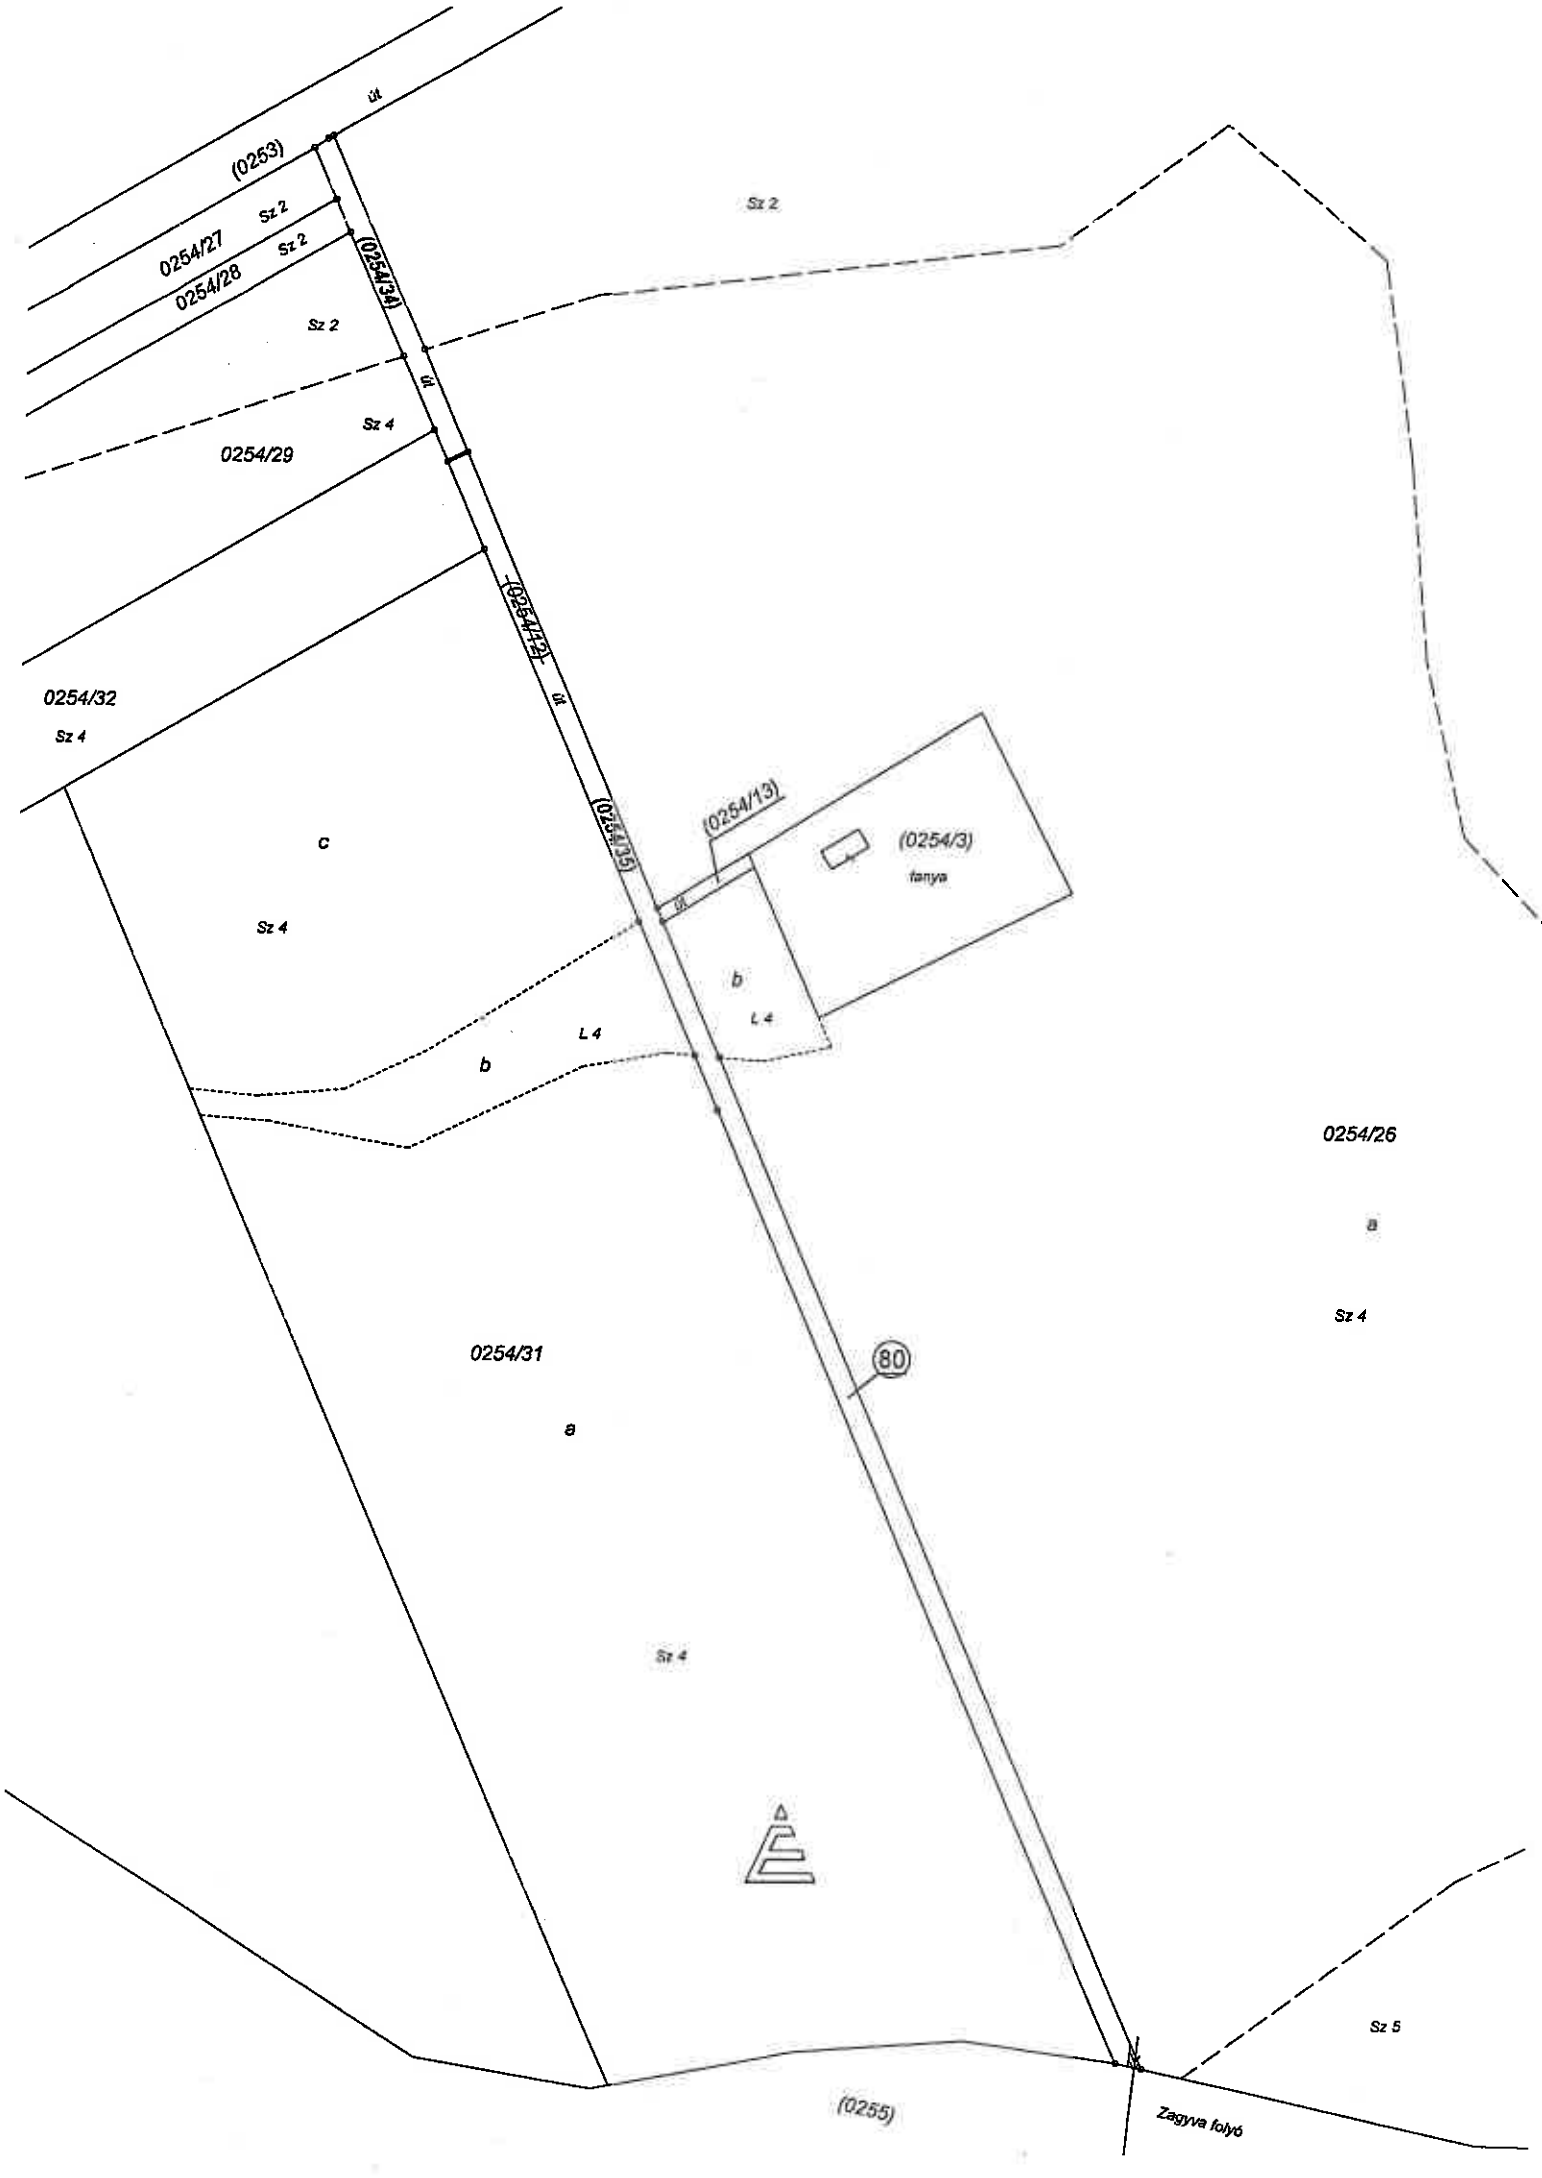 út
(0253)
Sz 2
0254/27
Sz 2
0254/28
Sz 2
(0254/34)
Sz 2
út
Sz 4
0254/29
(0254/12)
0254/32
út
Sz 4
(0254/13)
(0254/35)
c
(0254/3)
tanya
út
Sz 4
b
L 4
L 4
b
0254/26
a
Sz 4
0254/31
80
a
Sz 4
Sz 5
(0255)
Zagyva folyó